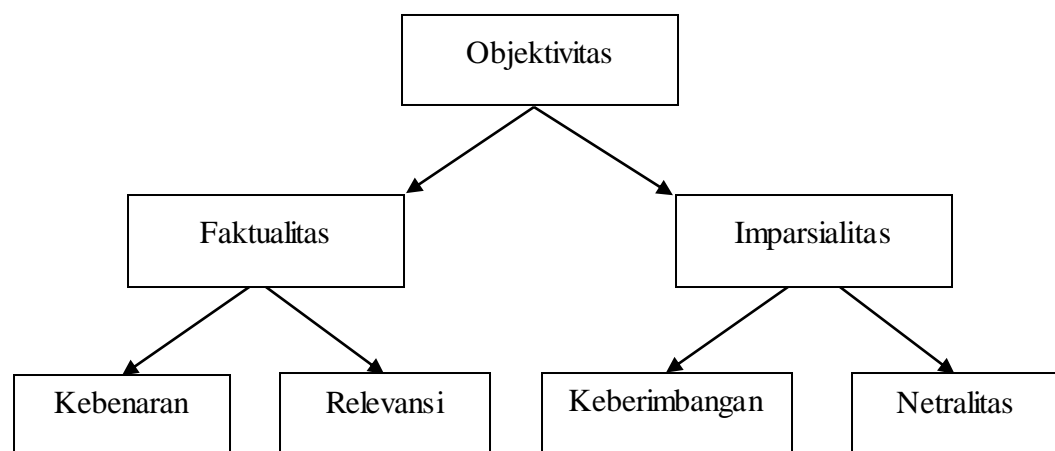 Objektivitas
Faktualitas
Imparsialitas
Kebenaran
Relevansi
Keberimbangan
Netralitas